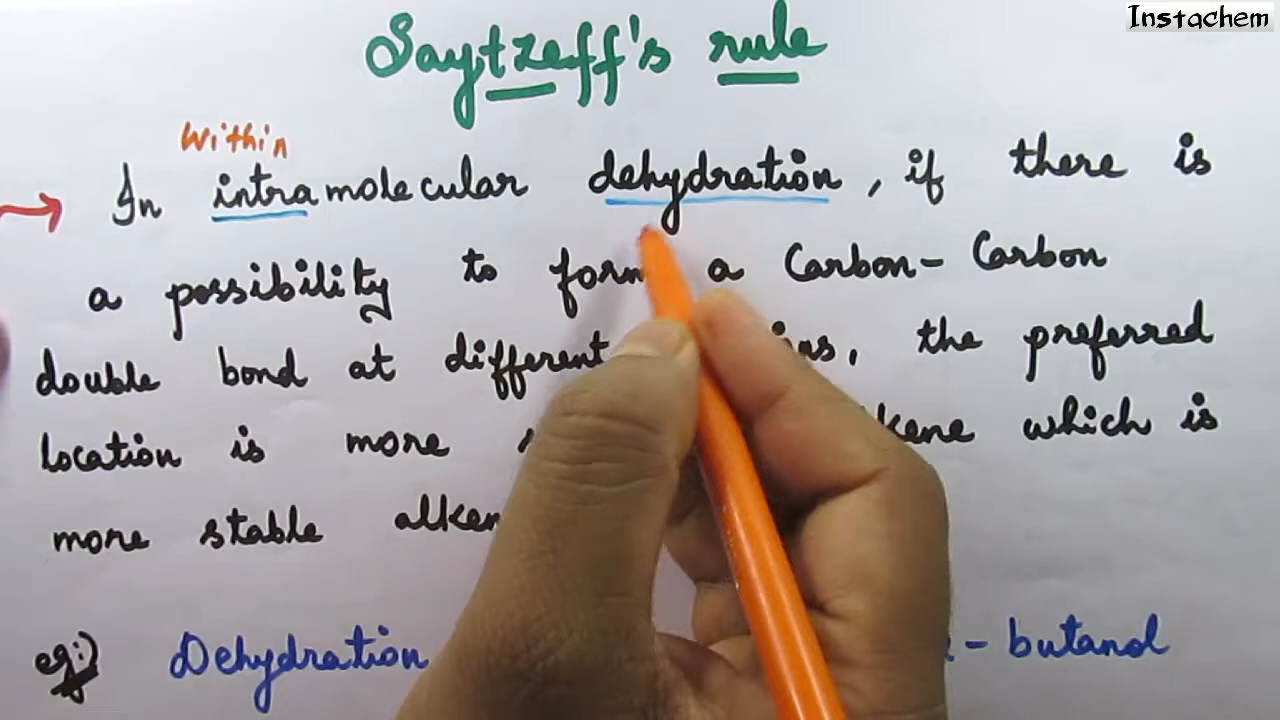 Instachem
Saytzeff's rule
Within
In intramolecular dehydration, if there is
a possibility to form a Carbon-Carbon
double bond at different the preferred
location is more which is
more stable
eg:) Dehydration - butanol